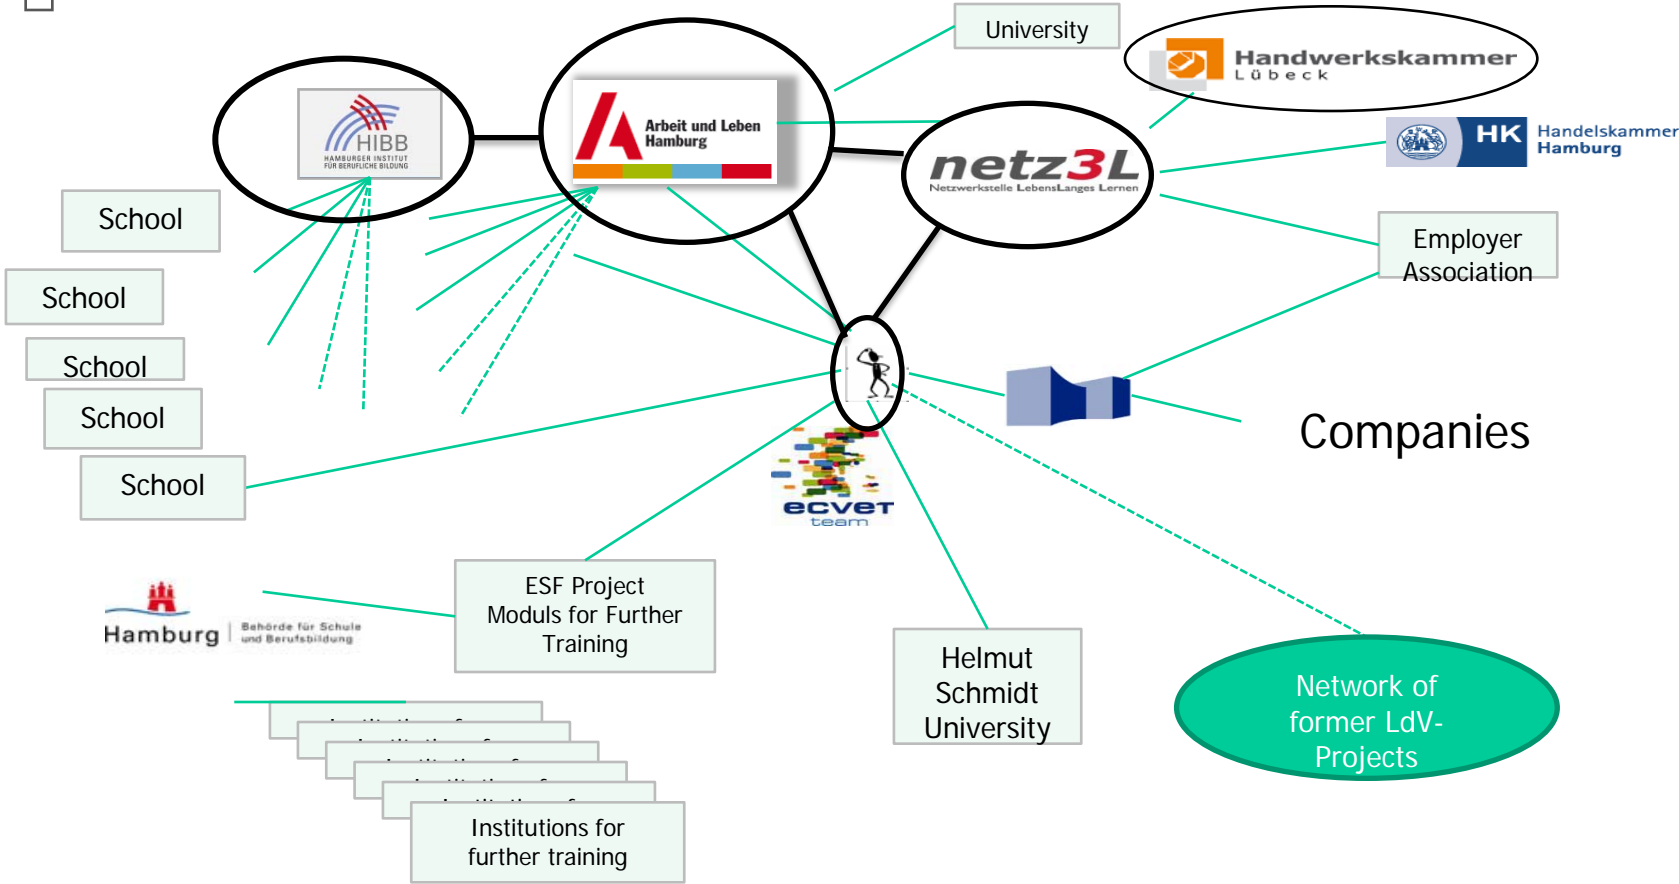 University
Handwerkskammer
Lübeck
HIBB
HAMBURGER INSTITUT
FÜR BERUFLICHE BILDUNG
Arbeit und Leben
Hamburg
HK
Handelskammer
Hamburg
netz3L
Netzwerkstelle LebensLanges Lernen
School
Employer
Association
School
School
School
Companies
School
ecvet
team
ESF Project
Moduls for Further
Training
Hamburg
Behörde für Schule
und Berufsbildung
Helmut
Schmidt
University
Network of
former LdV-
Projects
Institutions for
further training